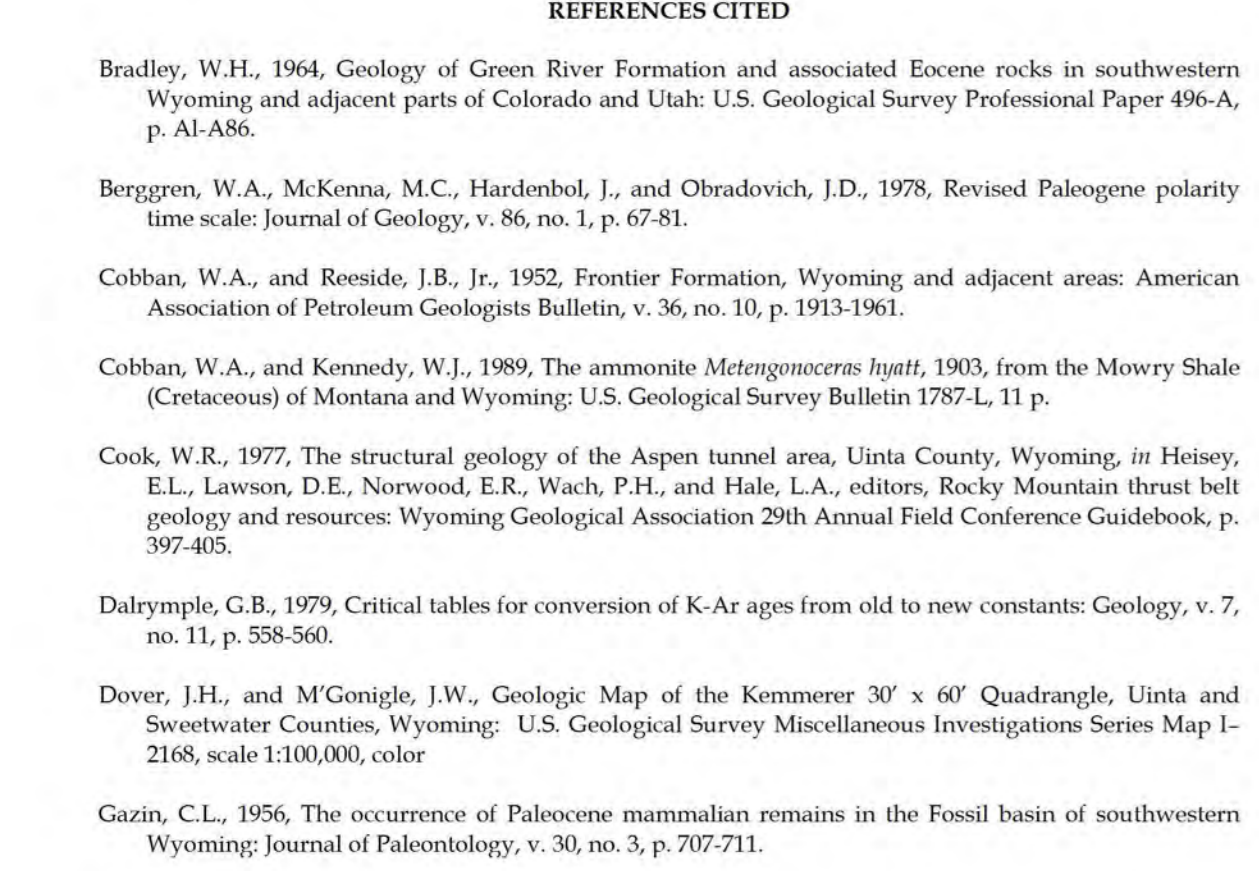 REFERENCES CITED
Bradley, W.H., 1964, Geology of Green River Formation and associated Eocene rocks in southwestern
Wyoming and adjacent parts of Colorado and Utah: U.S. Geological Survey Professional Paper 496-A,
p. Al-A86.
Berggren, W.A., McKenna, M.C., Hardenbol, J., and Obradovich, J.D., 1978, Revised Paleogene polarity
time scale: Journal of Geology, v. 86, no. 1, p. 67-81.
Cobban, W.A., and Reeside, J.B., Jr., 1952, Frontier Formation, Wyoming and adjacent areas: American
Association of Petroleum Geologists Bulletin, v. 36, no. 10, p. 1913-1961.
Cobban, W.A., and Kennedy, W.J., 1989, The ammonite Metengonoceras hyatt, 1903, from the Mowry Shale
(Cretaceous) of Montana and Wyoming: U.S. Geological Survey Bulletin 1787-L, 11 p.
Cook, W.R., 1977, The structural geology of the Aspen tunnel area, Uinta County, Wyoming, in Heisey,
E.L., Lawson, D.E., Norwood, E.R., Wach, P.H., and Hale, L.A., editors, Rocky Mountain thrust belt
geology and resources: Wyoming Geological Association 29th Annual Field Conference Guidebook, p.
397-405.
Dalrymple, G.B., 1979, Critical tables for conversion of K-Ar ages from old to new constants: Geology, v. 7,
no. 11, p. 558-560.
Dover, J.H., and M'Gonigle, J.W., Geologic Map of the Kemmerer 30′ x 60′ Quadrangle, Uinta and
Sweetwater Counties, Wyoming: U.S. Geological Survey Miscellaneous Investigations Series Map I–
2168, scale 1:100,000, color
Gazin, C.L., 1956, The occurrence of Paleocene mammalian remains in the Fossil basin of southwestern
Wyoming: Journal of Paleontology, v. 30, no. 3, p. 707-711.